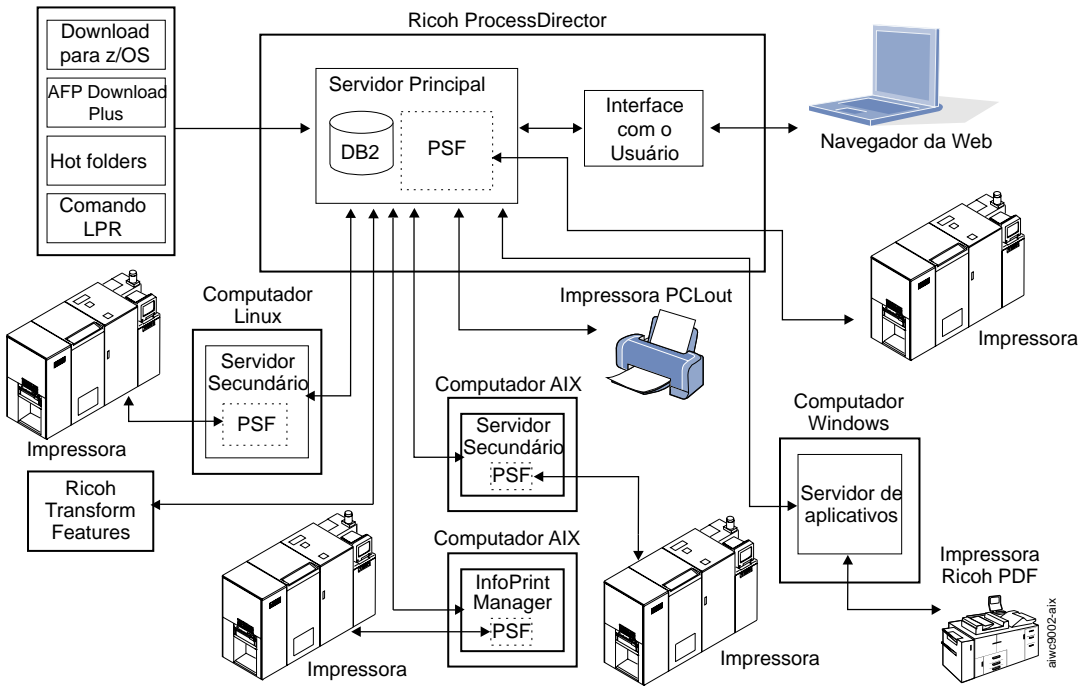 Ricoh ProcessDirector
Download
para z/OS
AFP Download
Plus
Hot folders
Comando
LPR
Servidor Principal
DB2
PSF
Interface
com o
Usuário
Navegador da Web
Impressora
Computador
Linux
Servidor
Secundário
PSF
Impressora
Impressora PCLout
Computador AIX
Servidor
Secundário
PSF
Computador
Windows
Servidor de
aplicativos
Ricoh
Transform
Features
Computador AIX
InfoPrint
Manager
PSF
Impressora
Impressora
Impressora
Ricoh PDF
aiwc9002-aix